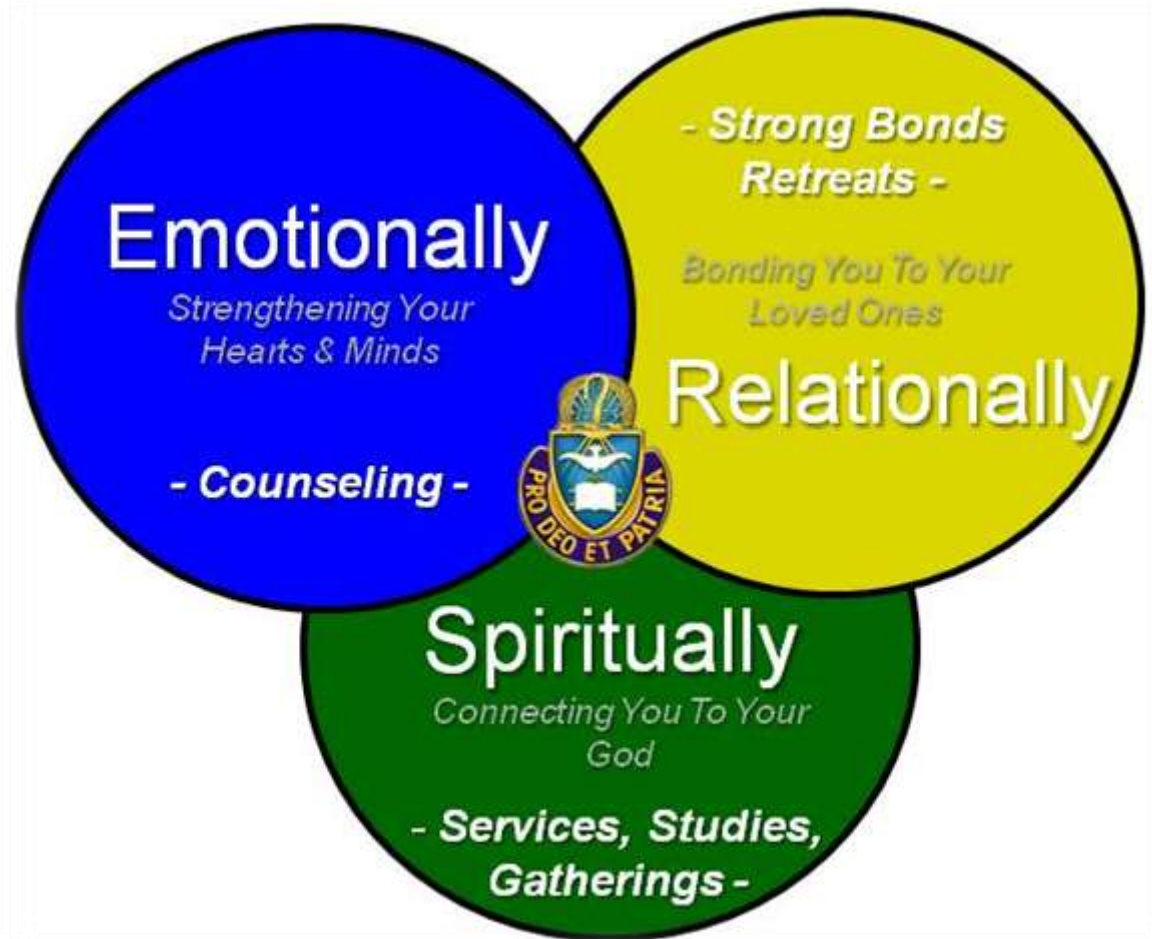 Emotionally
Strengthening Your
Hearts & Minds
- Counseling -
- Strong Bonds
Retreats -
Bonding You To Your
Loved Ones
Relationally
PRO DEO ET PATRIA
Spiritually
Connecting You To Your
God
- Services, Studies,
Gatherings -